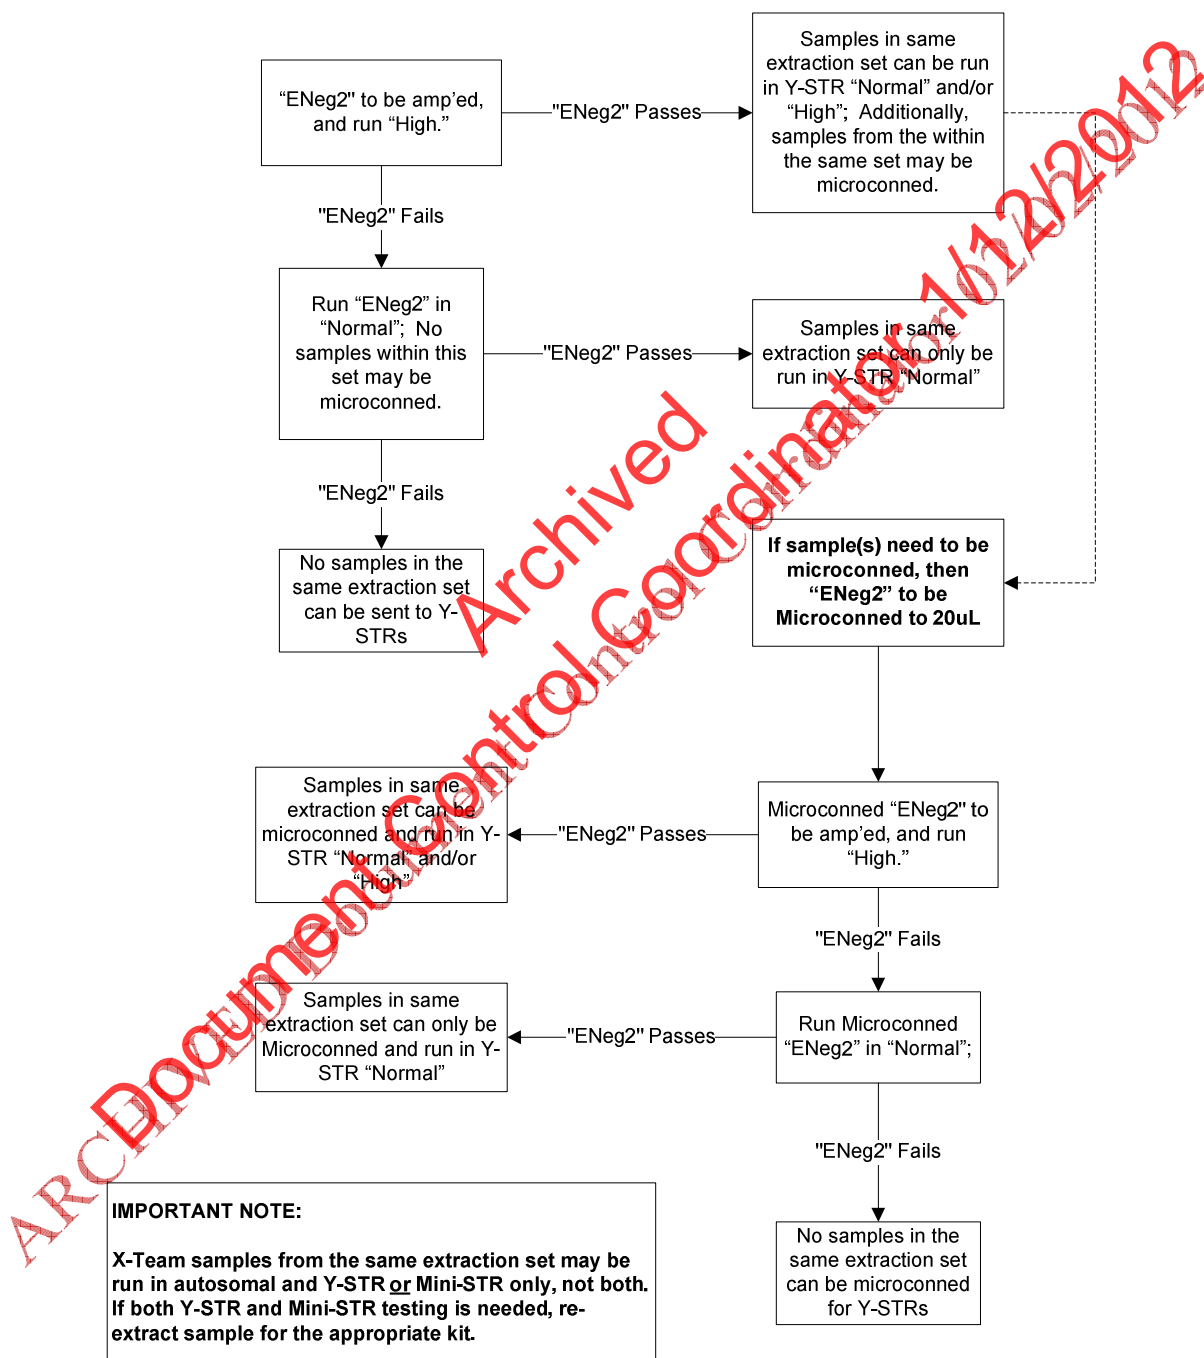 "ENeg2" to be amp'ed,
and run “High.”
"ENeg2" Passes
Samples in same
extraction set can be run
in Y-STR “Normal” and/or
“High”; Additionally,
samples from the within
the same set may be
microconned.
"ENeg2" Fails
Run “ENeg2” in
“Normal”; No
samples within this
set may be
microconned.
"ENeg2" Passes
Samples in same
extraction set can only be
run in Y-STR “Normal”
"ENeg2" Fails
No samples in the
same extraction set
can be sent to Y-
STRs
If sample(s) need to be
microconned, then
“ENeg2” to be
Microconned to 20uL
Microconned “ENeg2” to
be amp’ed, and run
“High.”
"ENeg2" Passes
Samples in same
extraction set can be
microconned and run in Y-
STR “Normal” and/or
“High”
"ENeg2" Fails
Run Microconned
“ENeg2” in “Normal”;
"ENeg2" Passes
Samples in same
extraction set can only be
Microconned and run in Y-
STR “Normal”
"ENeg2" Fails
No samples in the
same extraction set
can be microconned
for Y-STRs
IMPORTANT NOTE:
X-Team samples from the same extraction set may be
run in autosomal and Y-STR or Mini-STR only, not both.
If both Y-STR and Mini-STR testing is needed, re-
extract sample for the appropriate kit.
Archived
Document Control Coordinator 1/12/2012
ARCHIVED Document Control Coordinator 02/02/2012